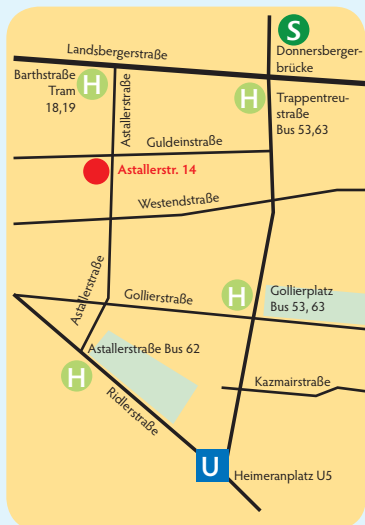 S
Donnersberger-
brücke
Landsbergerstraße
Barthstraße
Tram
18,19
H
Astallerstraße
H
Trappentreu-
straße
Bus 53,63
Guldeinstraße
Astallerstr. 14
Westendstraße
Astallerstraße
Gollierstraße
H
Gollierplatz
Bus 53, 63
Astallerstraße Bus 62
H
Ridlerstraße
Kazmairstraße
U
Heimeranplatz U5